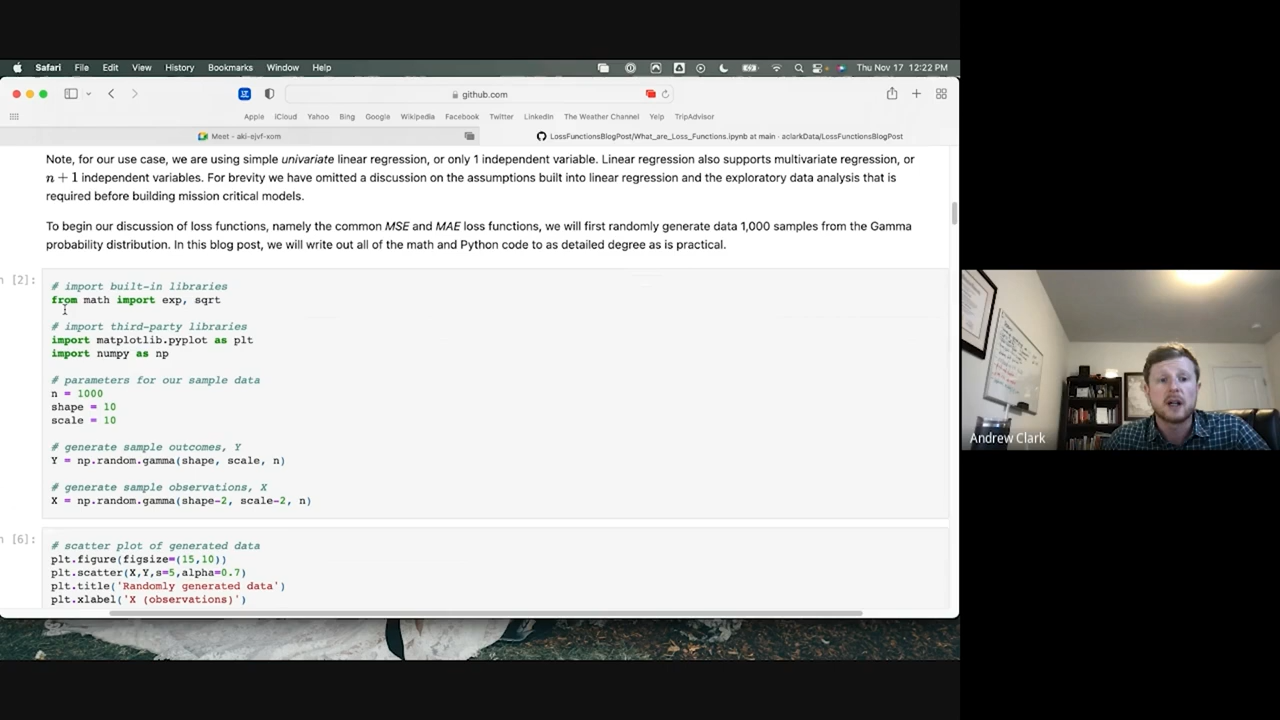 Safari File Edit View History Bookmarks Window Help Thu Nov 17 12:22 PM
github.com
Apple iCloud Yahoo Bing Google Wikipedia Facebook Twitter LinkedIn The Weather Channel Yelp TripAdvisor
Meet - aki-ejvf-xom LossFunctionsBlogPost/What_are_Loss_Functions.ipynb at main · aclarkData/LossFunctionsBlogPost
Note, for our use case, we are using simple univariate linear regression, or only 1 independent variable. Linear regression also supports multivariate regression, or
n + 1 independent variables. For brevity we have omitted a discussion on the assumptions built into linear regression and the exploratory data analysis that is
required before building mission critical models.
To begin our discussion of loss functions, namely the common MSE and MAE loss functions, we will first randomly generate data 1,000 samples from the Gamma
probability distribution. In this blog post, we will write out all of the math and Python code to as detailed degree as is practical.
n [2]:
# import built-in libraries
from math import exp, sqrt
# import third-party libraries
import matplotlib.pyplot as plt
import numpy as np
# parameters for our sample data
n = 1000
shape = 10
scale = 10
# generate sample outcomes, Y
Y = np.random.gamma(shape, scale, n)
# generate sample observations, X
X = np.random.gamma(shape-2, scale-2, n)
n [6]:
# scatter plot of generated data
plt.figure(figsize=(15,10))
plt.scatter(X,Y,s=5,alpha=0.7)
plt.title('Randomly generated data')
plt.xlabel('X (observations)')
Andrew Clark